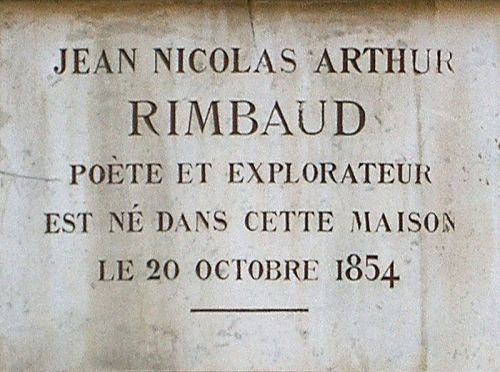 JEAN NICOLAS ARTHUR
RIMBAUD
POÈTE ET EXPLORATEUR
EST NÉ DANS CETTE MAISON
LE 20 OCTOBRE 1854